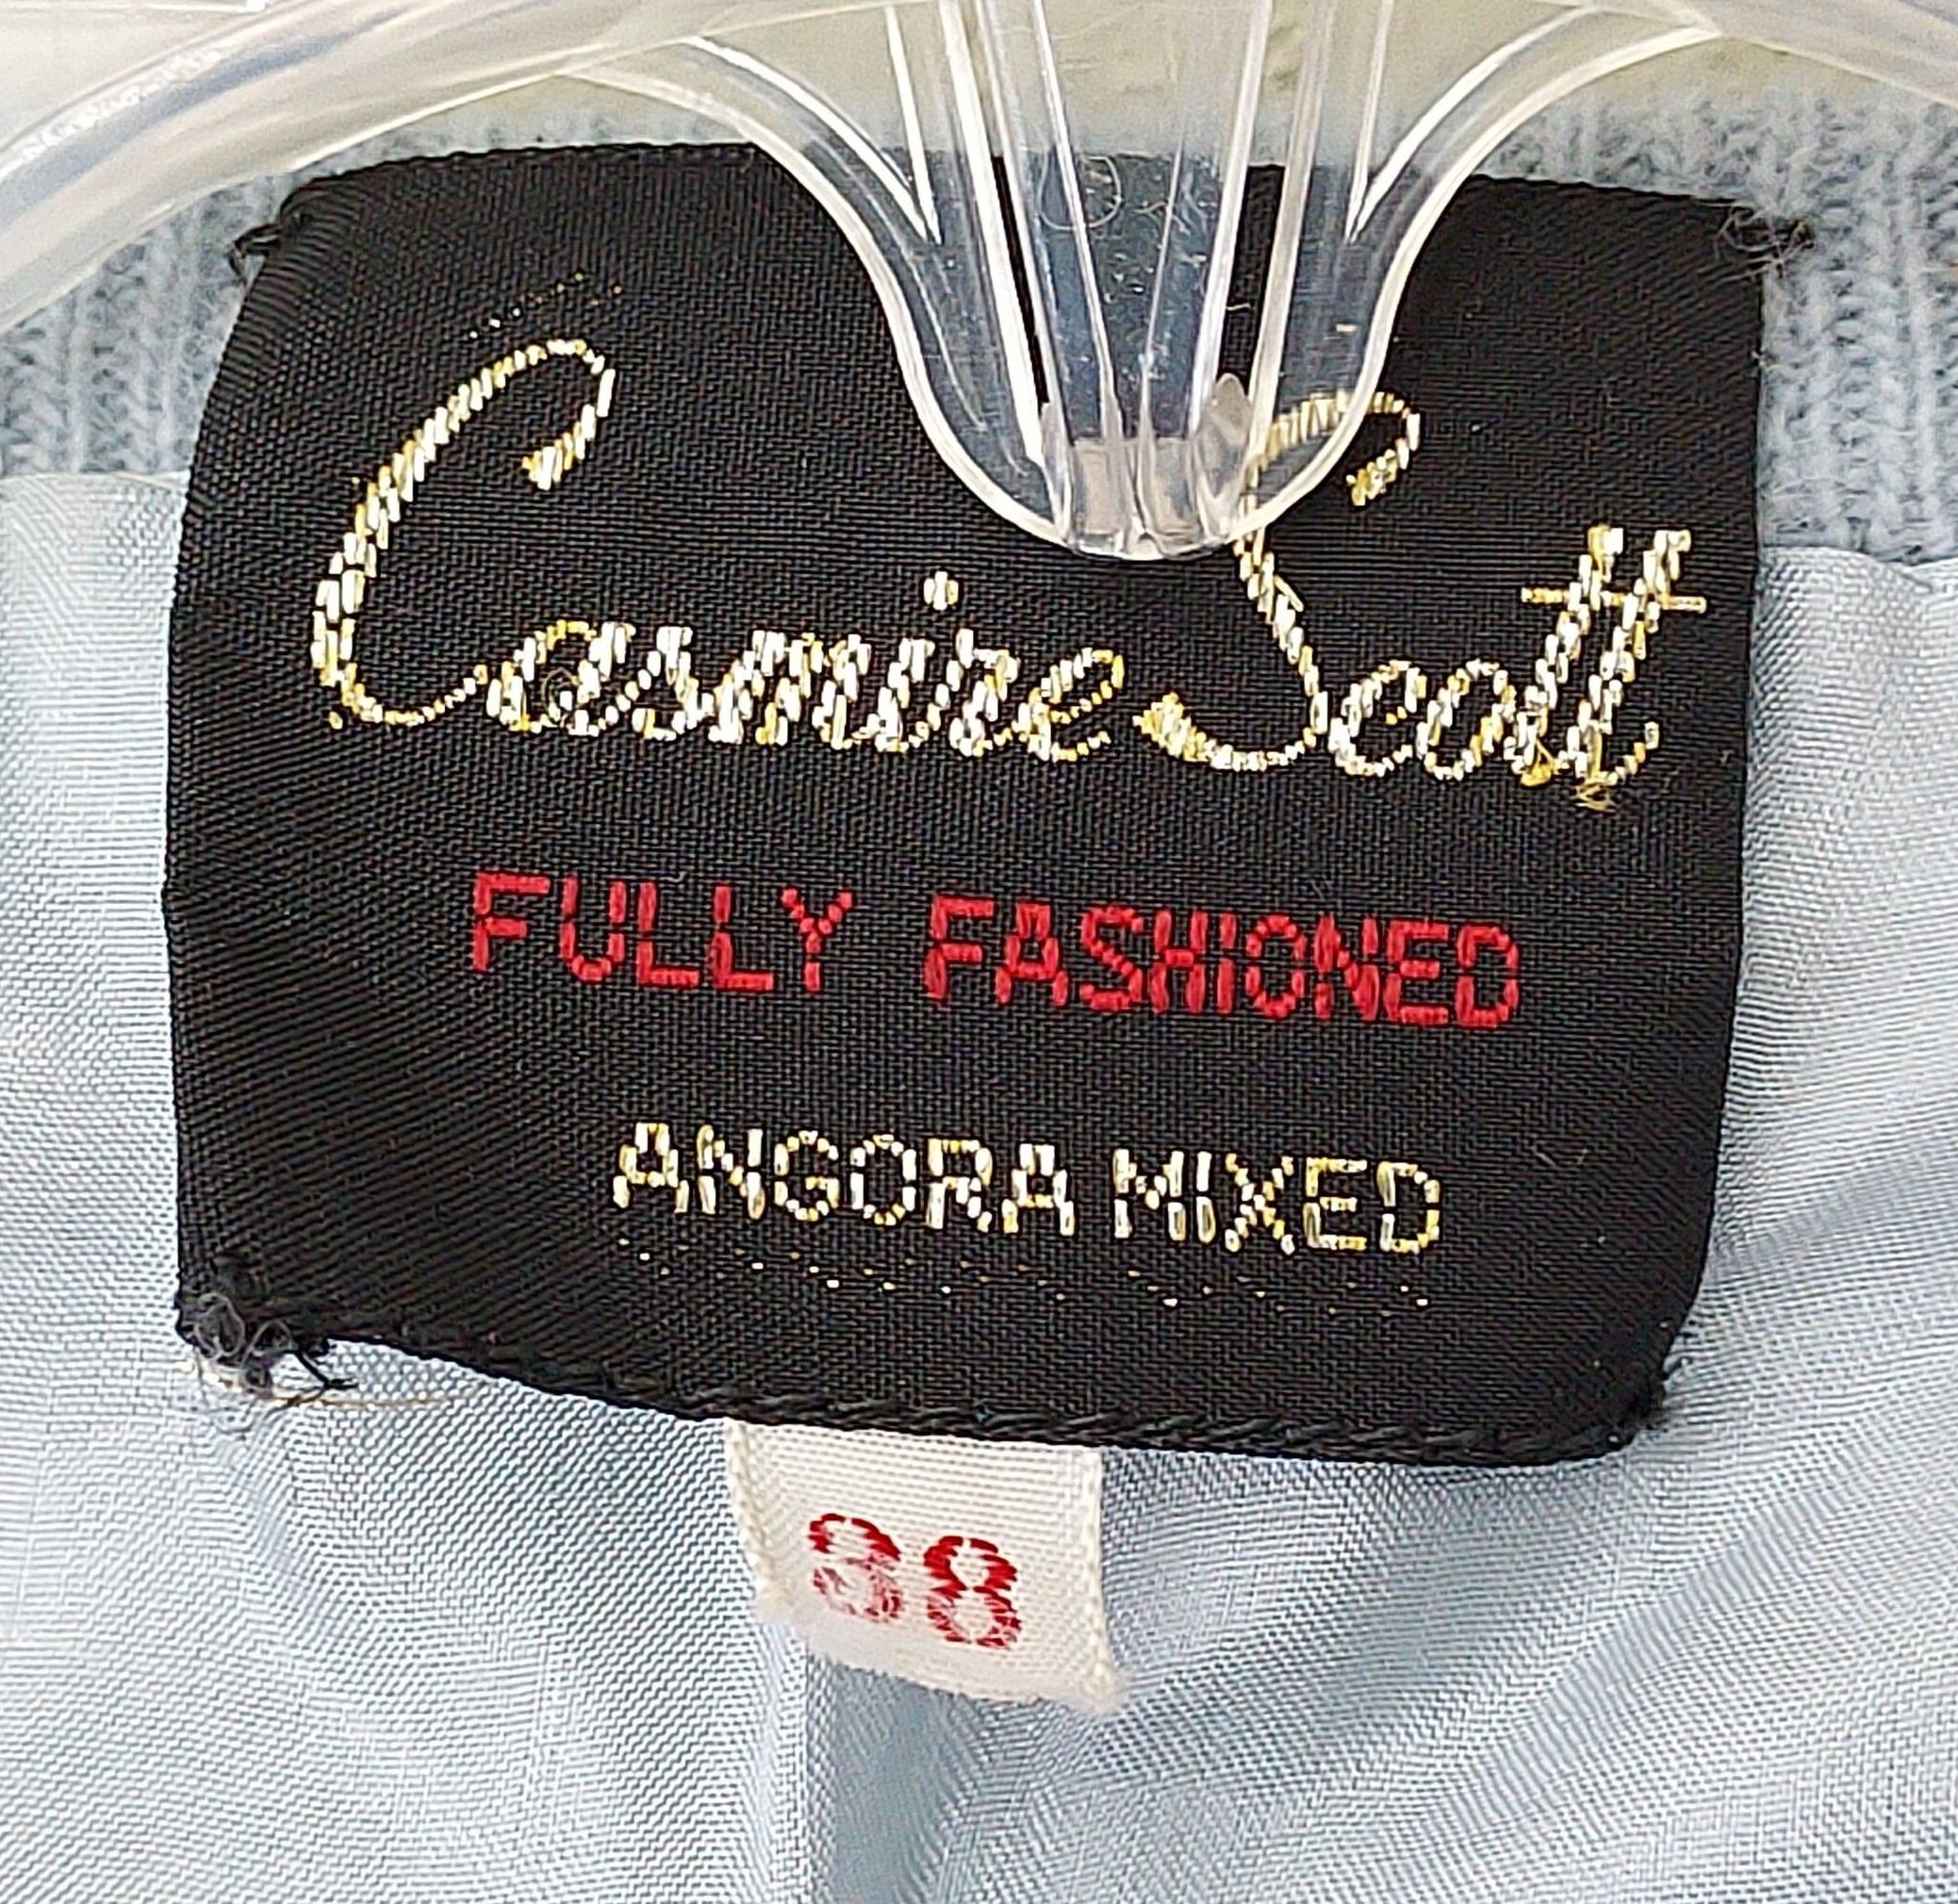 Casmire Scott
FULLY FASHIONED
ANGORA MIXED
38